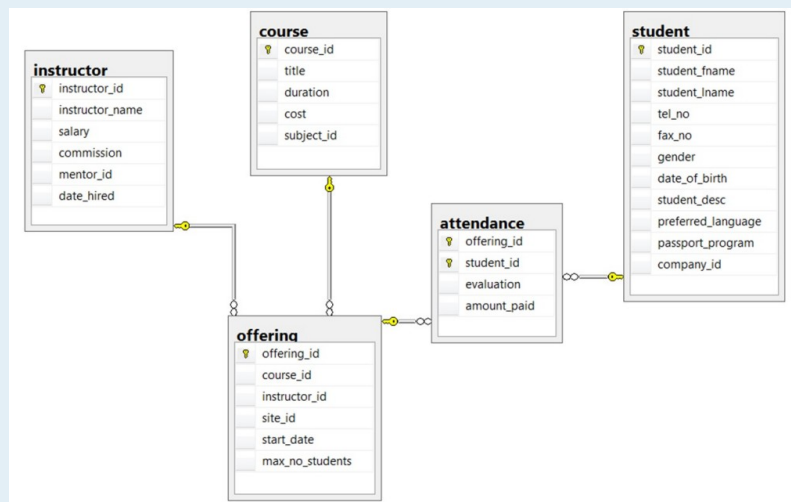 instructor
instructor_id
instructor_name
salary
commission
mentor_id
date_hired
course
course_id
title
duration
cost
subject_id
student
student_id
student_fname
student_lname
tel_no
fax_no
gender
date_of_birth
student_desc
preferred_language
passport_program
company_id
attendance
offering_id
student_id
evaluation
amount_paid
offering
offering_id
course_id
instructor_id
site_id
start_date
max_no_students